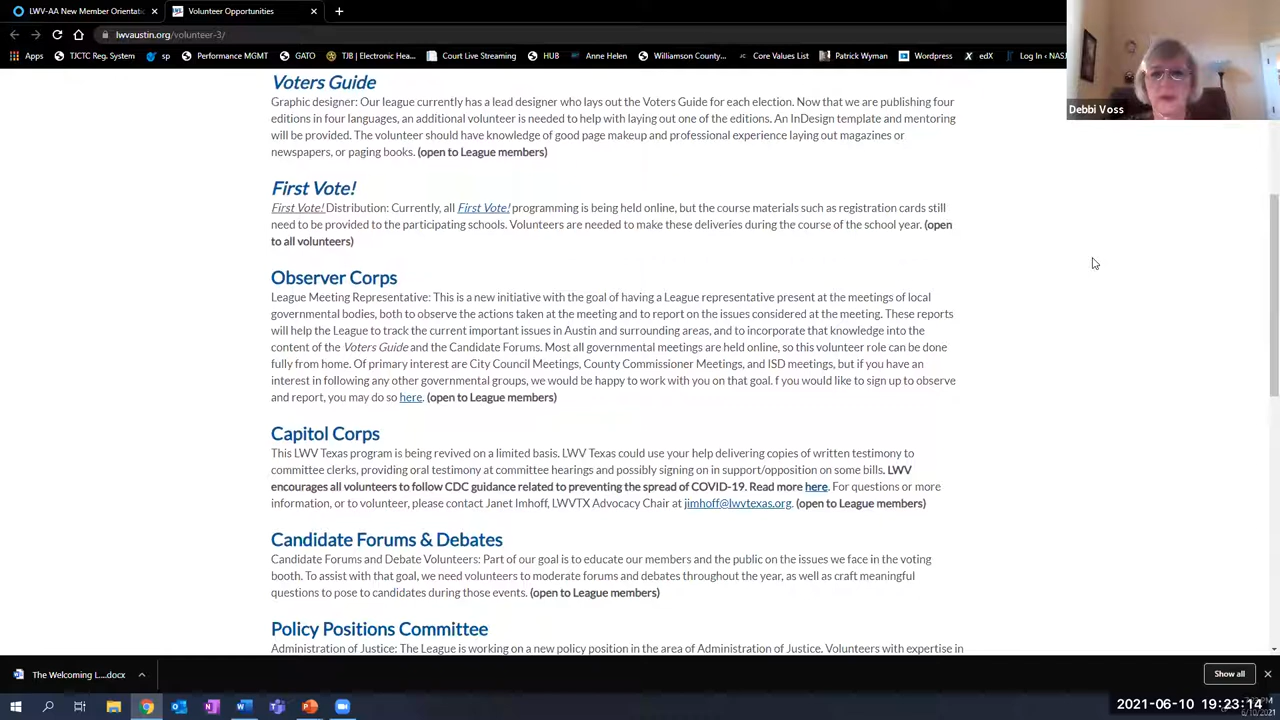 LWV-AA New Member Orientati
Volunteer Opportunities
lwvaustin.org/volunteer-3/
Apps TJCTC Reg. System sp Performance MGMT GATO TJB | Electronic Hea... Court Live Streaming HUB Anne Helen Williamson County... Core Values List Patrick Wyman Wordpress edX Log In ‹ NAS
Debbi Voss
Voters Guide
Graphic designer: Our league currently has a lead designer who lays out the Voters Guide for each election. Now that we are publishing four
editions in four languages, an additional volunteer is needed to help with laying out one of the editions. An InDesign template and mentoring
will be provided. The volunteer should have knowledge of good page makeup and professional experience laying out magazines or
newspapers, or paging books. (open to League members)
First Vote!
First Vote! Distribution: Currently, all First Vote! programming is being held online, but the course materials such as registration cards still
need to be provided to the participating schools. Volunteers are needed to make these deliveries during the course of the school year. (open
to all volunteers)
Observer Corps
League Meeting Representative: This is a new initiative with the goal of having a League representative present at the meetings of local
governmental bodies, both to observe the actions taken at the meeting and to report on the issues considered at the meeting. These reports
will help the League to track the current important issues in Austin and surrounding areas, and to incorporate that knowledge into the
content of the Voters Guide and the Candidate Forums. Most all governmental meetings are held online, so this volunteer role can be done
fully from home. Of primary interest are City Council Meetings, County Commissioner Meetings, and ISD meetings, but if you have an
interest in following any other governmental groups, we would be happy to work with you on that goal. f you would like to sign up to observe
and report, you may do so here. (open to League members)
Capitol Corps
This LWV Texas program is being revived on a limited basis. LWV Texas could use your help delivering copies of written testimony to
committee clerks, providing oral testimony at committee hearings and possibly signing on in support/opposition on some bills. LWV
encourages all volunteers to follow CDC guidance related to preventing the spread of COVID-19. Read more here. For questions or more
information, or to volunteer, please contact Janet Imhoff, LWVTX Advocacy Chair at jimhoff@lwvtexas.org. (open to League members)
Candidate Forums & Debates
Candidate Forums and Debate Volunteers: Part of our goal is to educate our members and the public on the issues we face in the voting
booth. To assist with that goal, we need volunteers to moderate forums and debates throughout the year, as well as craft meaningful
questions to pose to candidates during those events. (open to League members)
Policy Positions Committee
Administration of Justice: The League is working on a new policy position in the area of Administration of Justice. Volunteers with expertise in
The Welcoming L....docx
Show all
2021-06-10 19:23:14
6/10/2021